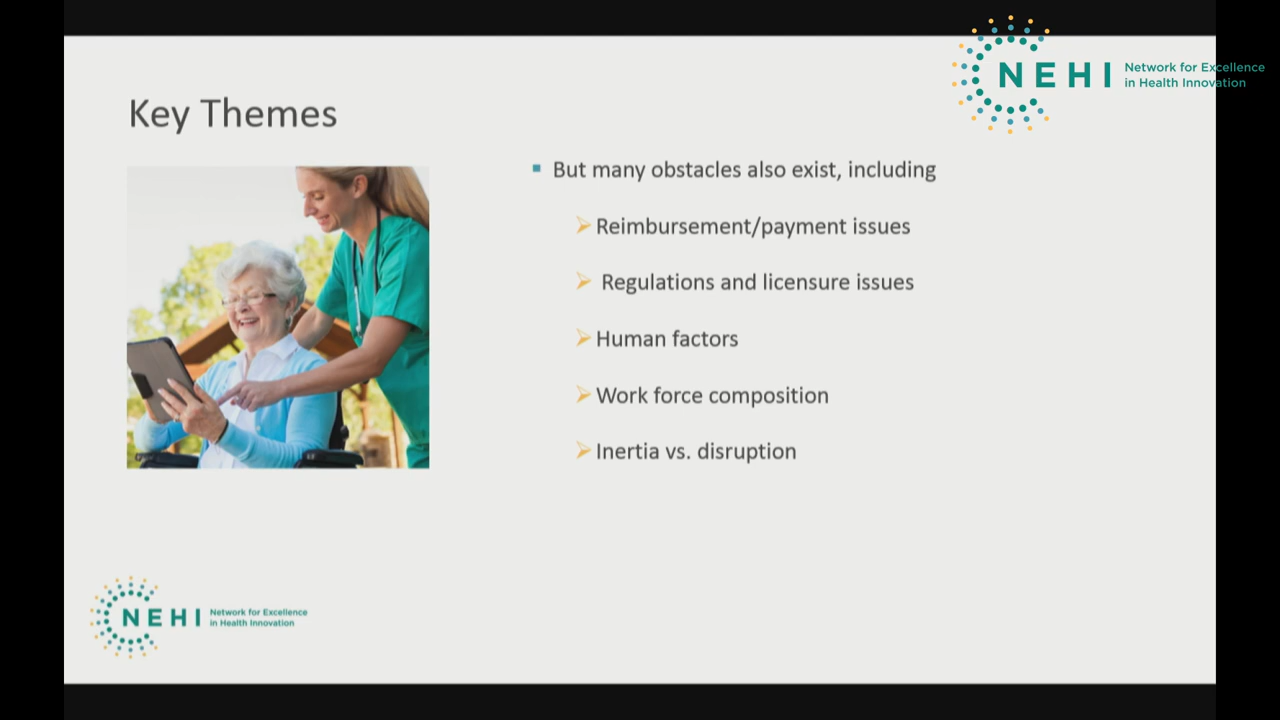 NEHI
Network for Excellence
in Health Innovation
Key Themes
But many obstacles also exist, including
Reimbursement/payment issues
Regulations and licensure issues
Human factors
Work force composition
Inertia vs. disruption
NEHI
Network for Excellence
in Health Innovation